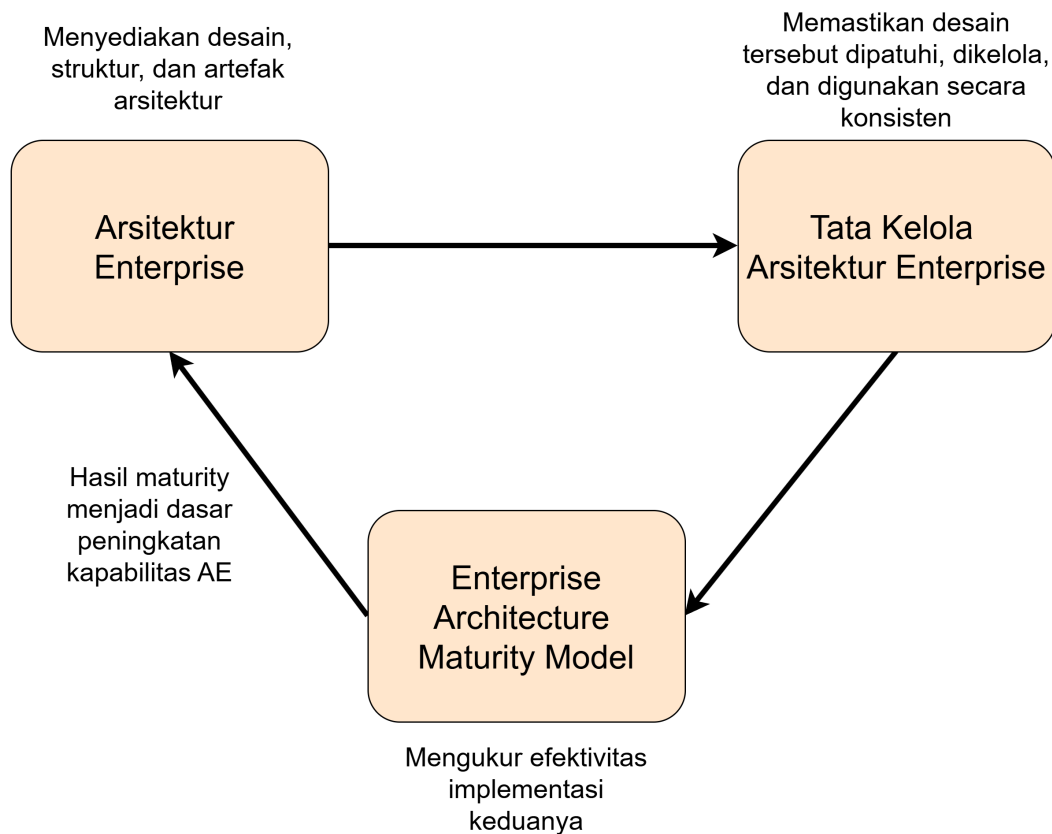 Menyediakan desain,
struktur, dan artefak
arsitektur
Memastikan desain
tersebut dipatuhi, dikelola,
dan digunakan secara
konsisten
Arsitektur
Enterprise
Tata Kelola
Arsitektur Enterprise
Hasil maturity
menjadi dasar
peningkatan
kapabilitas AE
Enterprise
Architecture
Maturity Model
Mengukur efektivitas
implementasi
keduanya